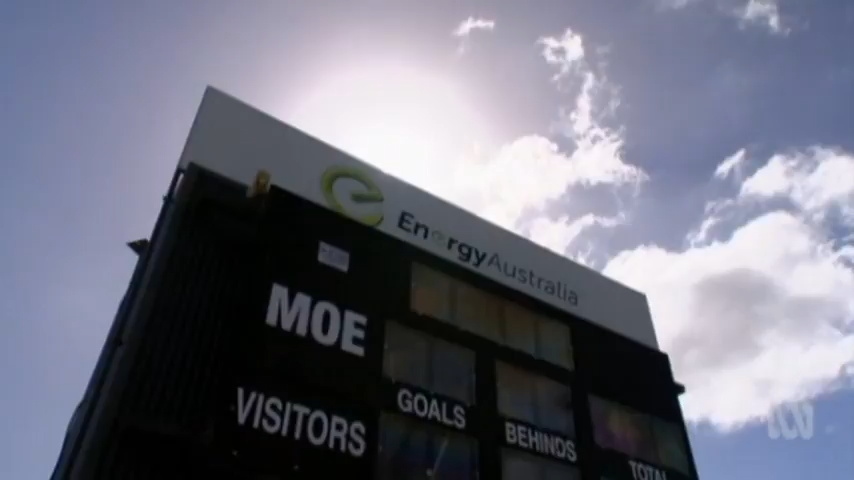 EnergyAustralia
MOE
VISITORS
GOALS
BEHINDS
TOTAL